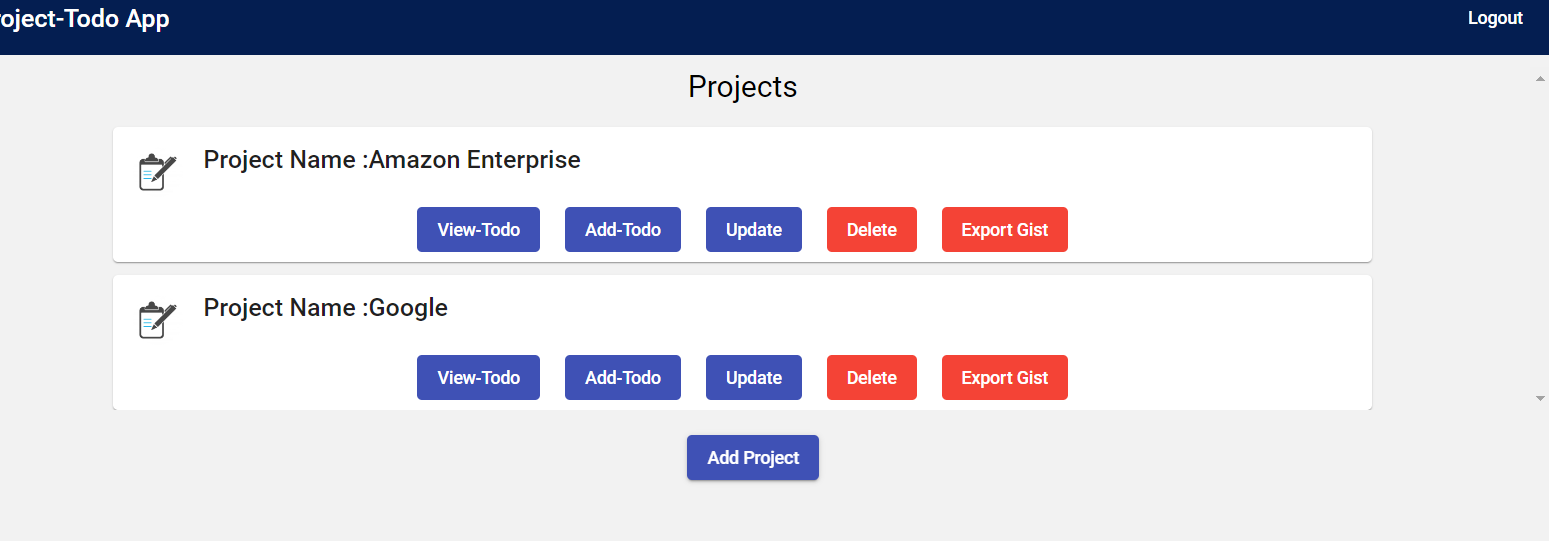 oject-Todo App Logout
Projects
Project Name :Amazon Enterprise
View-Todo Add-Todo Update Delete Export Gist
Project Name :Google
View-Todo Add-Todo Update Delete Export Gist
Add Project